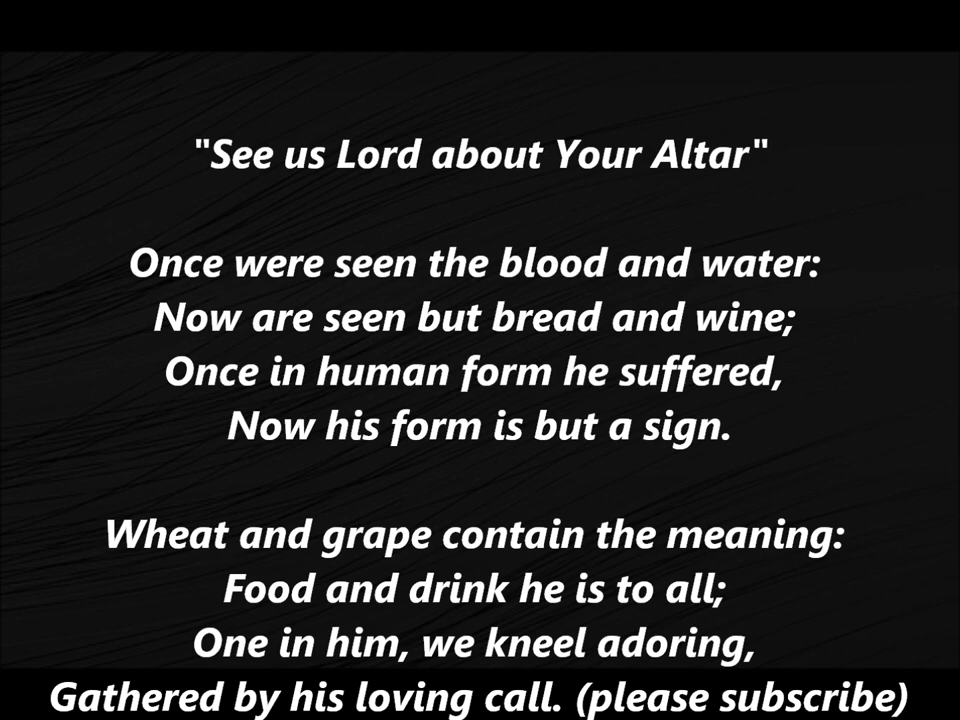 "See us Lord about Your Altar"
Once were seen the blood and water:
Now are seen but bread and wine;
Once in human form he suffered,
Now his form is but a sign.
Wheat and grape contain the meaning:
Food and drink he is to all;
One in him, we kneel adoring,
Gathered by his loving call. (please subscribe)